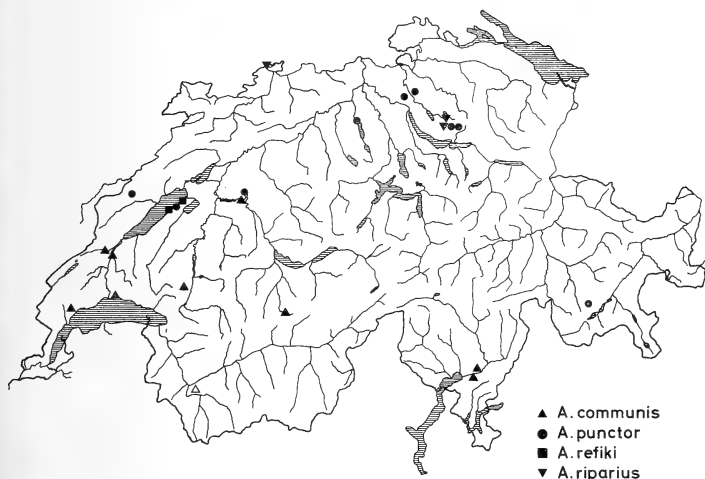 ▲ A. communis
● A. punctor
■ A. refiki
▼ A. riparius